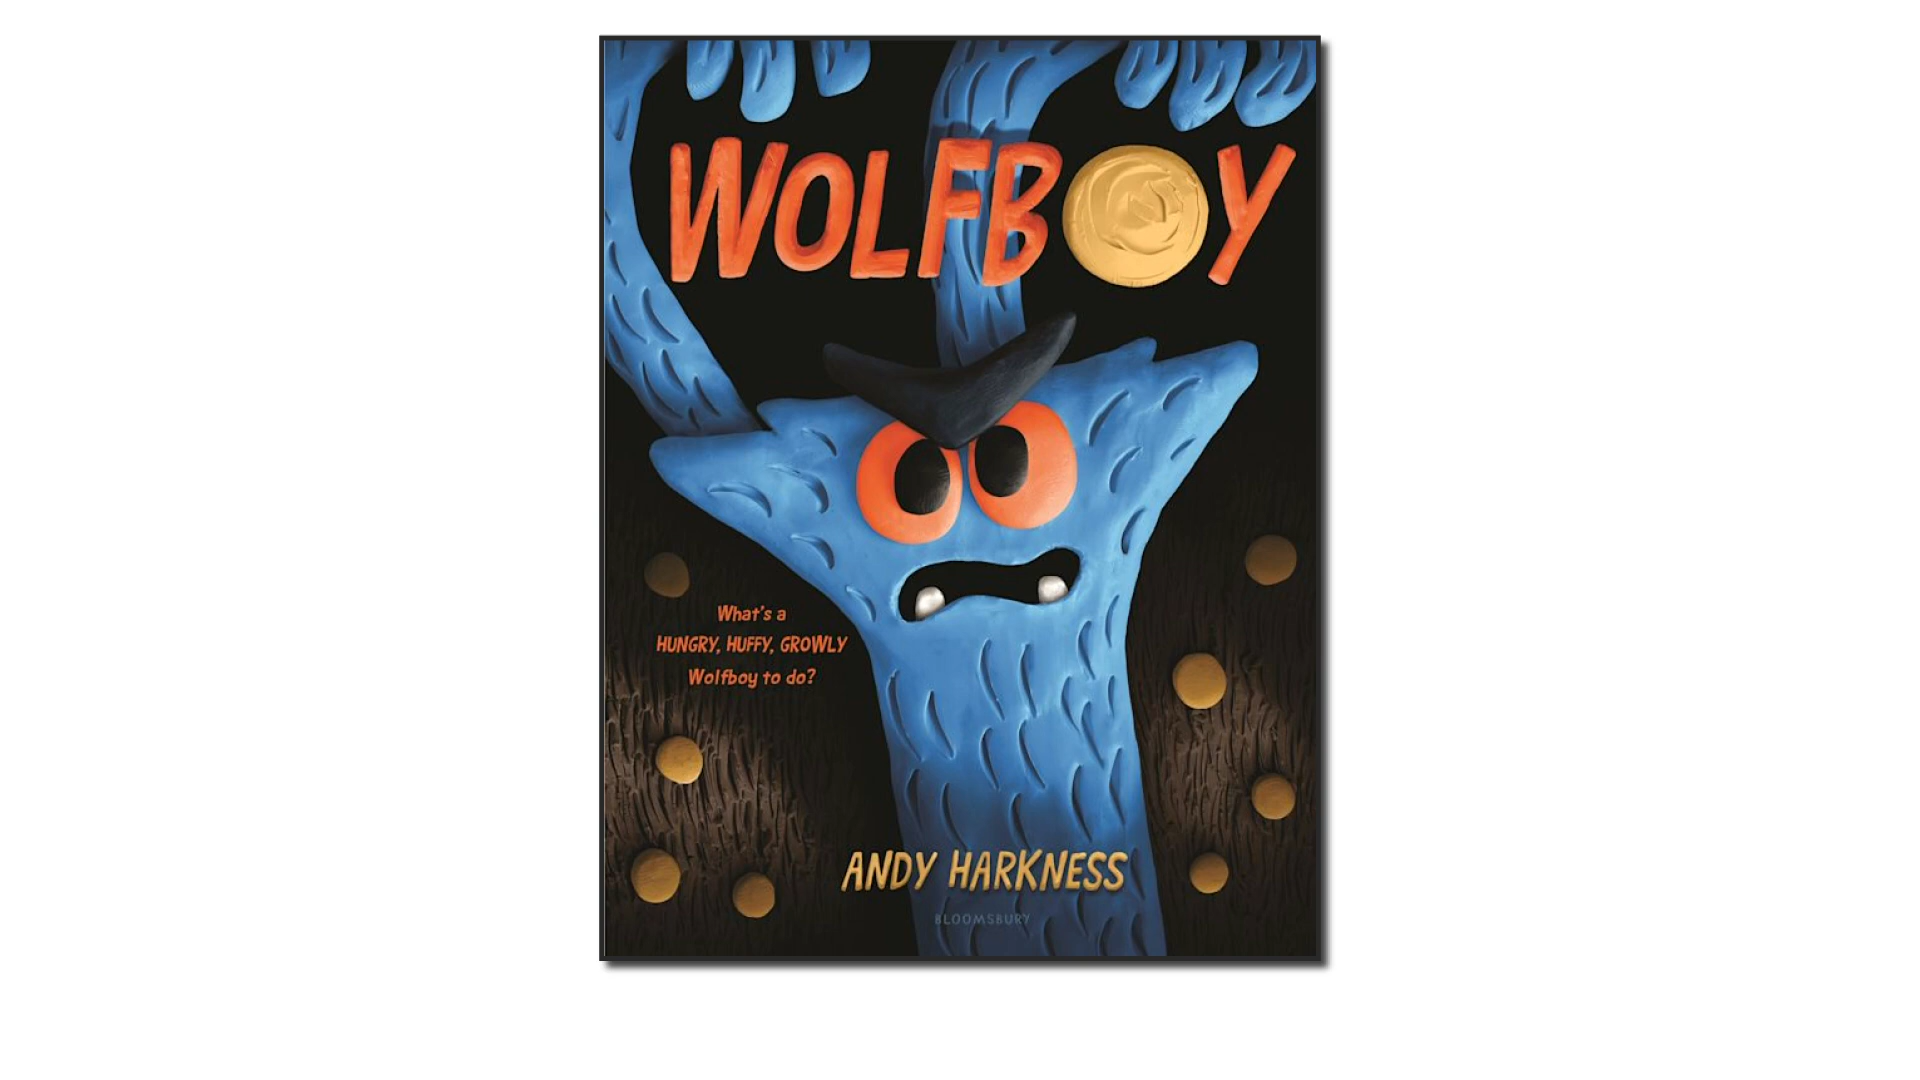 WOLFBOY
What's a
HUNGRY, HUFFY, GROWLY
Wolfboy to do?
ANDY HARKNESS
BLOOMSBURY